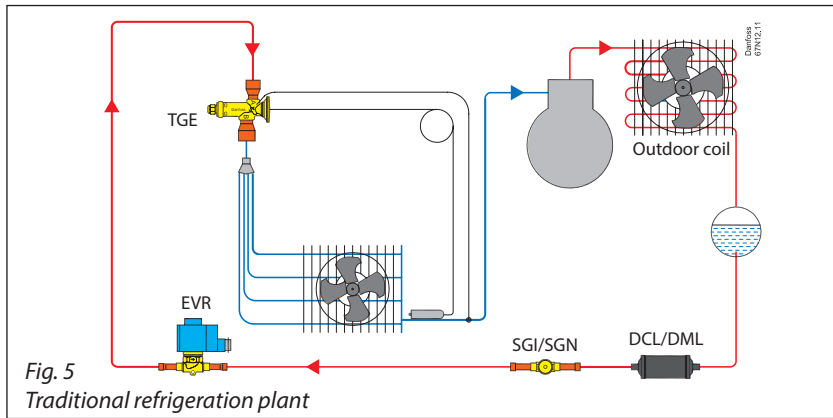 Danfoss
67N12.11
TGE
Outdoor coil
EVR
SGI/SGN
DCL/DML
Fig. 5
Traditional refrigeration plant